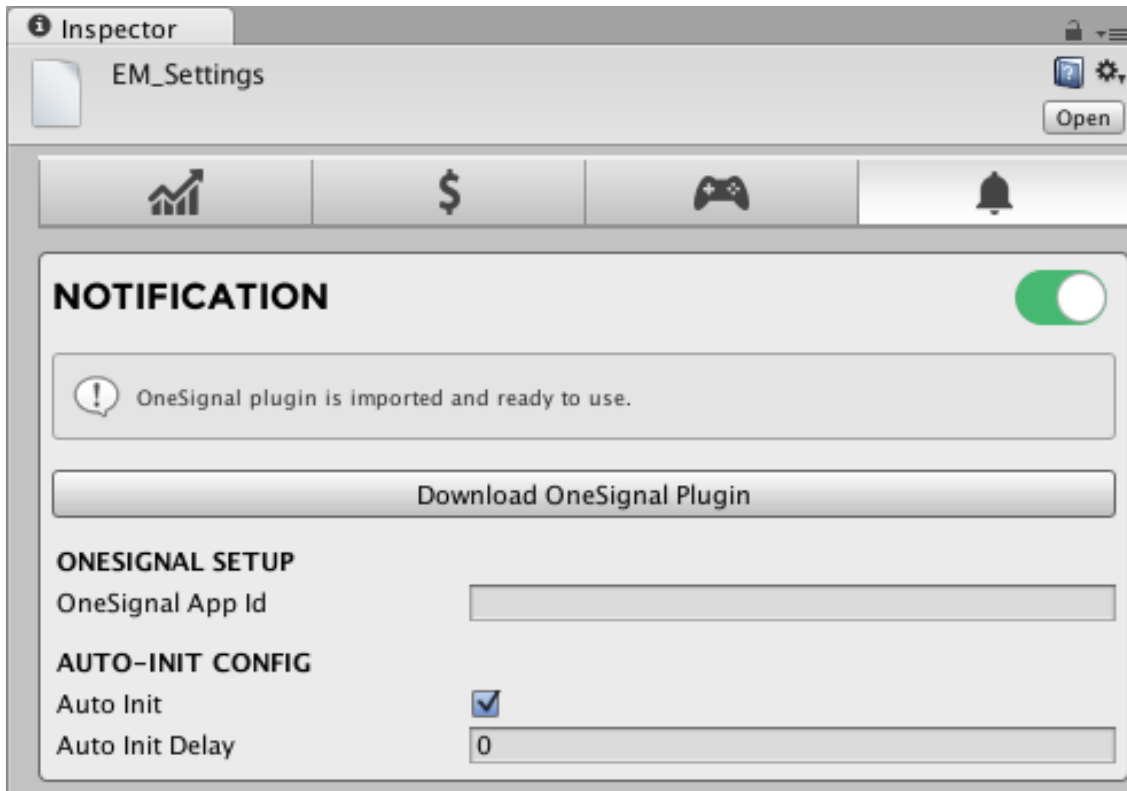 Inspector
EM_Settings
Open
$
NOTIFICATION
OneSignal plugin is imported and ready to use.
Download OneSignal Plugin
ONESIGNAL SETUP
OneSignal App Id
AUTO-INIT CONFIG
Auto Init
Auto Init Delay 0